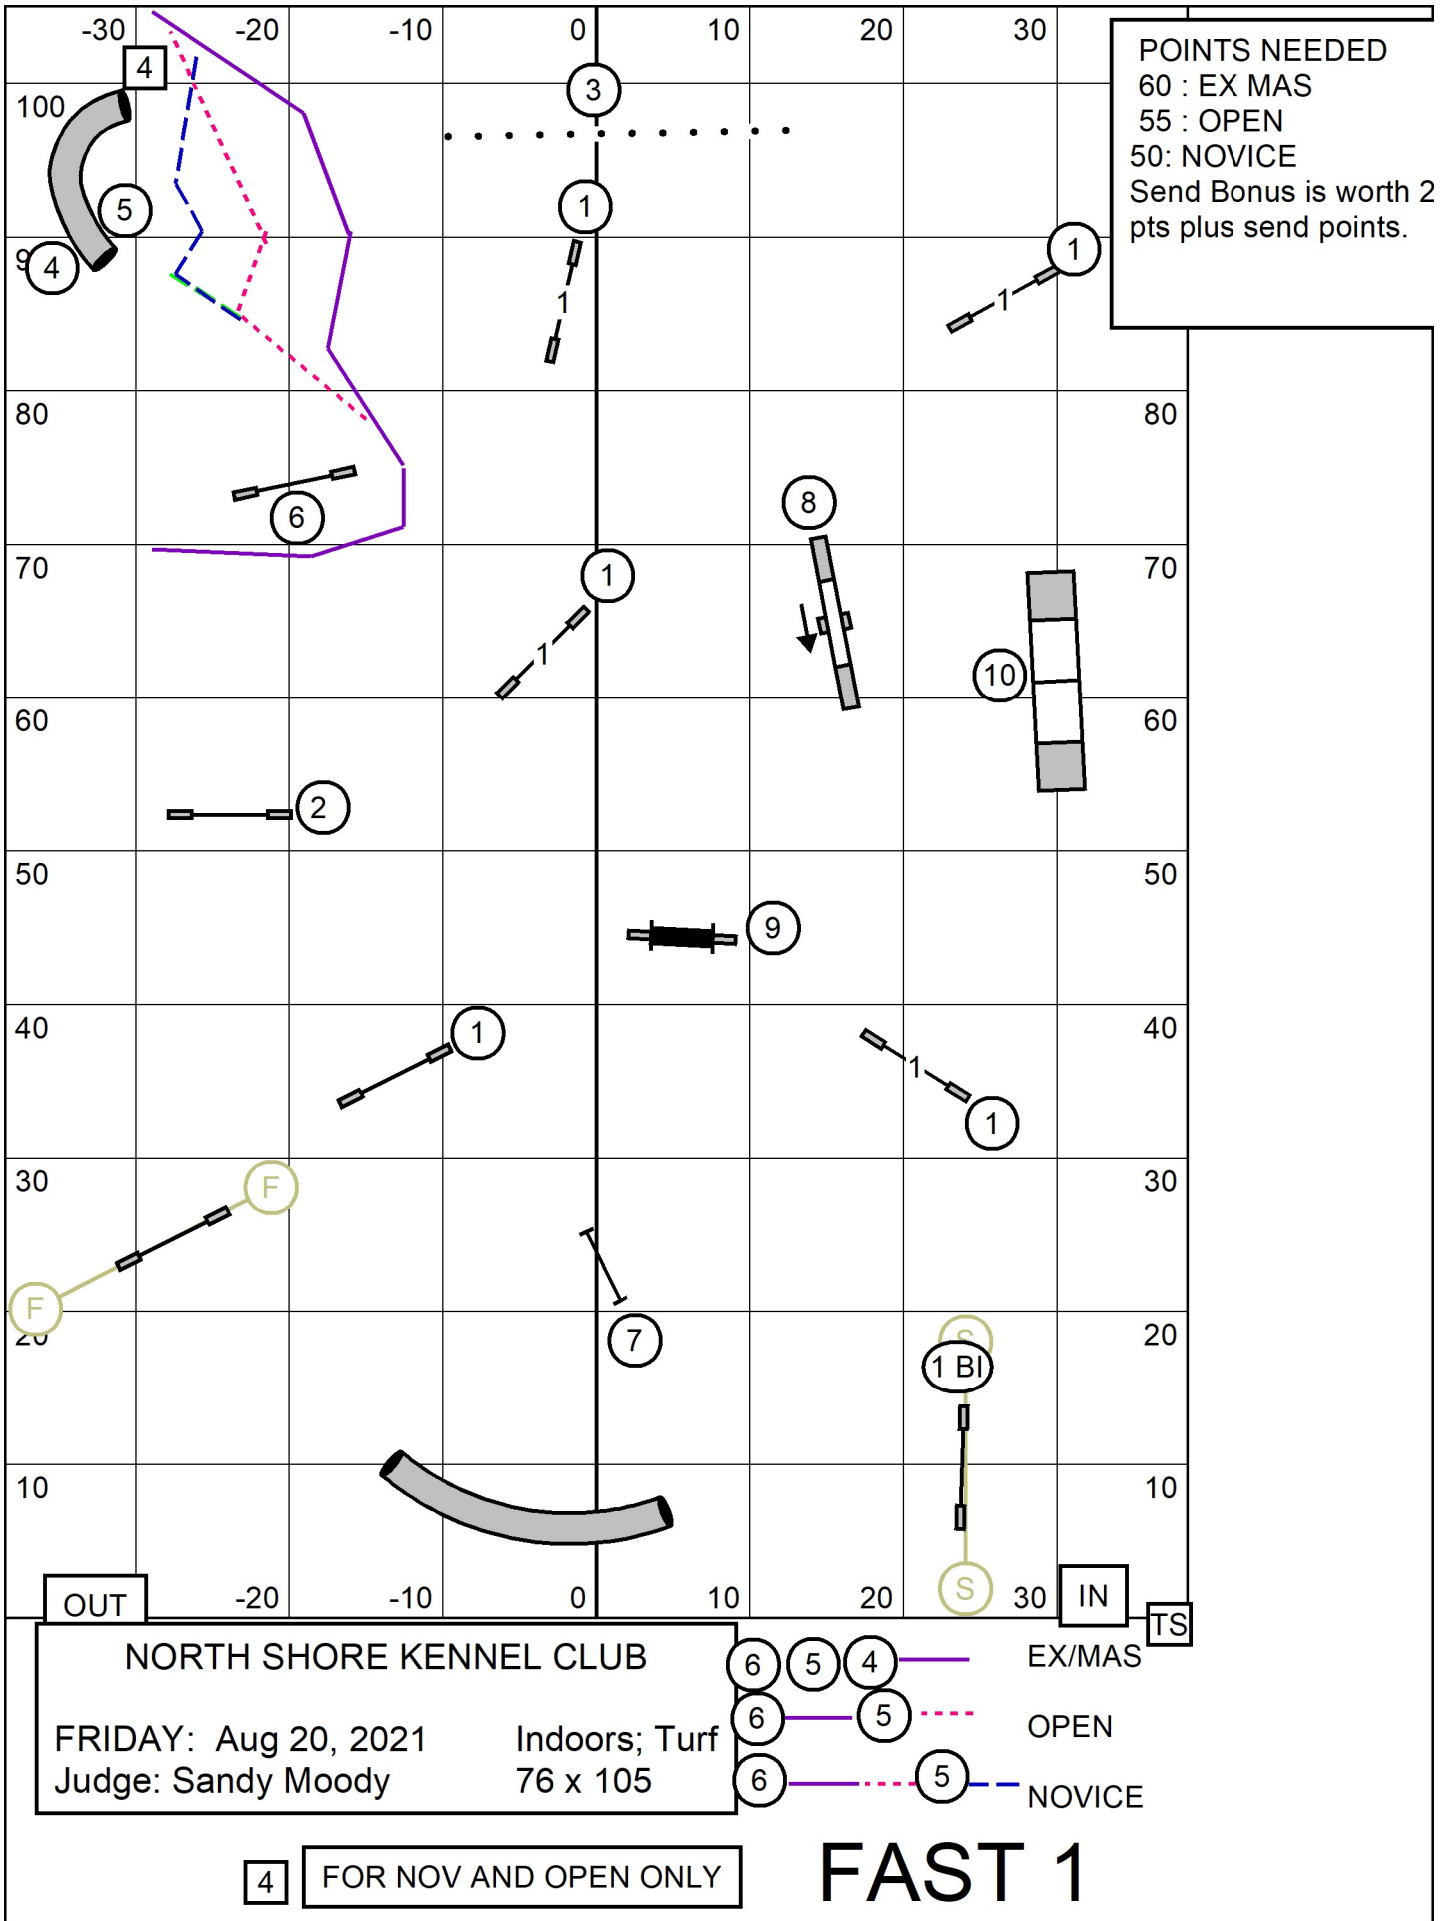 -30 -20 -10 0 10 20 30
POINTS NEEDED
60 : EX MAS
55 : OPEN
50: NOVICE
Send Bonus is worth 2
pts plus send points.
4
3
100
5
1
1
9
4
1
1
80
80
6
8
70
1
70
1
10
60
60
2
50
50
9
40
1
40
1
1
30
F
30
F
20
7
S
20
1 BI
10
10
S
OUT
-20 -10 0 10 20 30
IN
TS
NORTH SHORE KENNEL CLUB
FRIDAY: Aug 20, 2021 Indoors; Turf
Judge: Sandy Moody 76 x 105
6 5 4 EX/MAS
6 5 OPEN
6 5 NOVICE
4 FOR NOV AND OPEN ONLY
FAST 1